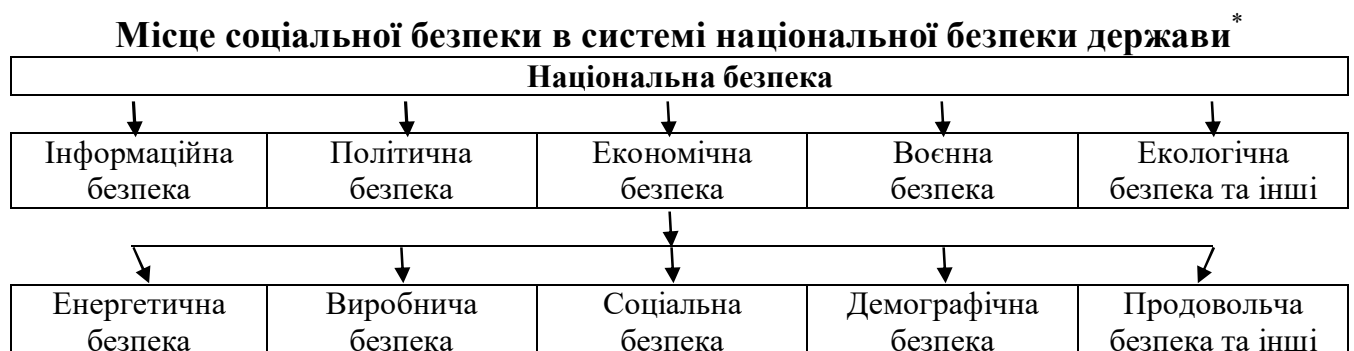 Місце соціальної безпеки в системі національної безпеки держави*
Національна безпека
Інформаційна безпека
Політична безпека
Економічна безпека
Воєнна безпека
Екологічна безпека та інші
Енергетична безпека
Виробнича безпека
Соціальна безпека
Демографічна безпека
Продовольча безпека та інші